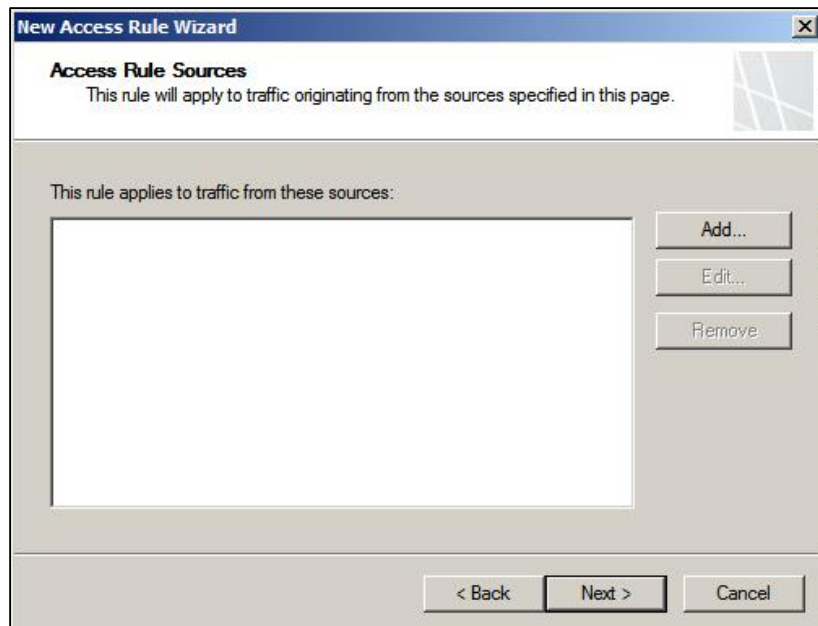 New Access Rule Wizard
Access Rule Sources
This rule will apply to traffic originating from the sources specified in this page.
This rule applies to traffic from these sources:
Add...
Edit...
Remove
< Back
Next >
Cancel